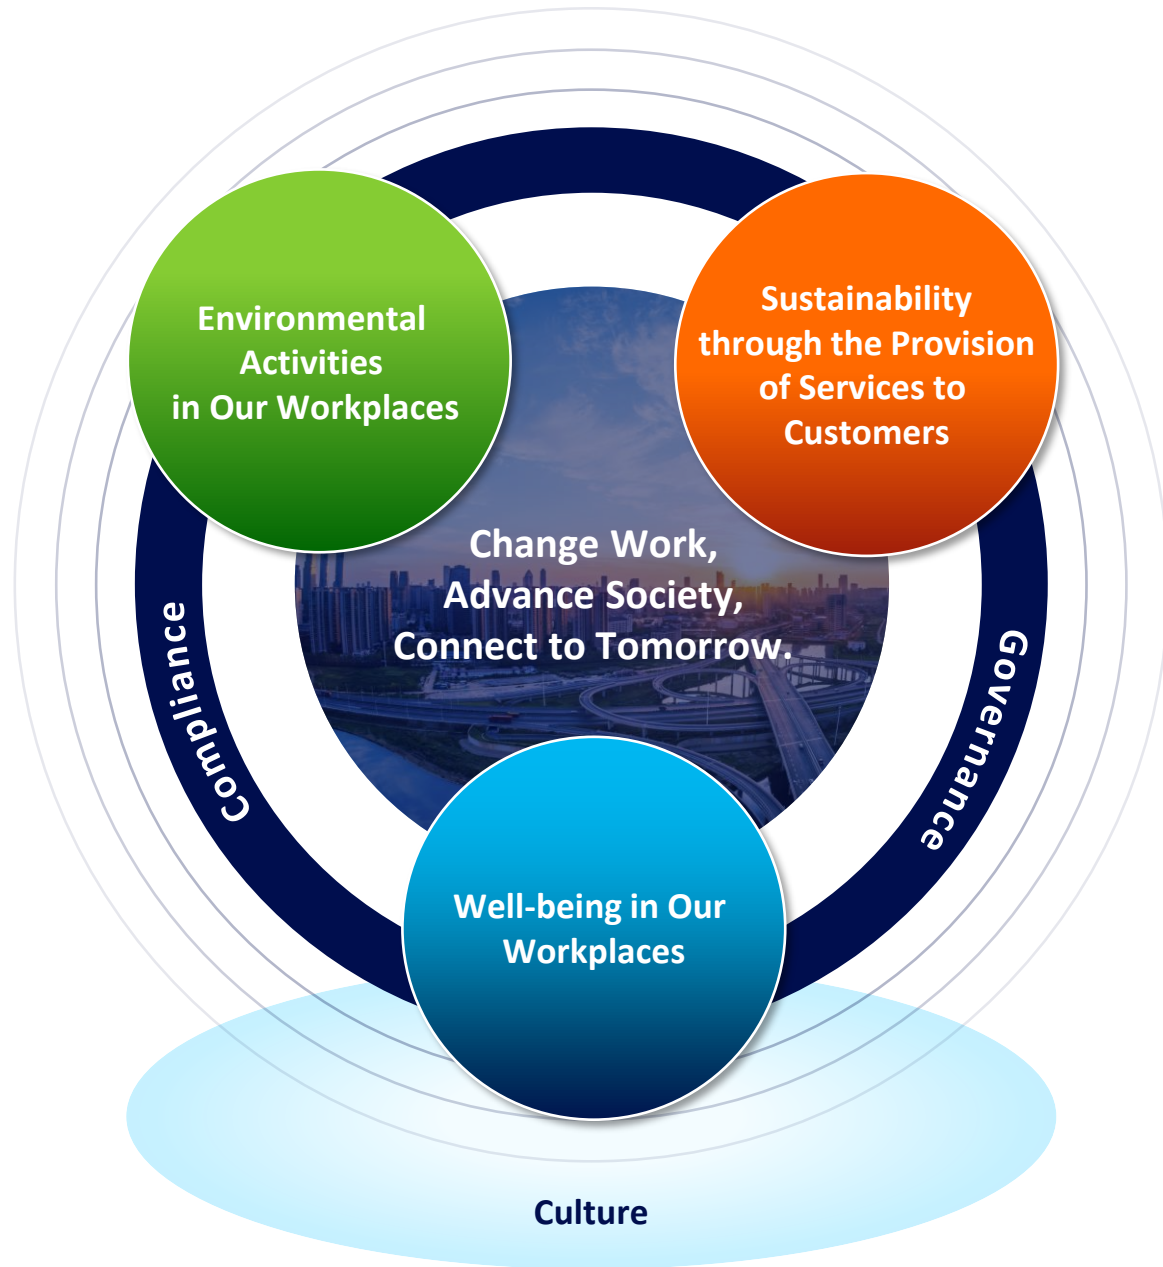 Environmental
Activities
in Our Workplaces
Sustainability
through the Provision
of Services to
Customers
Change Work,
Advance Society,
Connect to Tomorrow.
Compliance
Governance
Well-being in Our
Workplaces
Culture